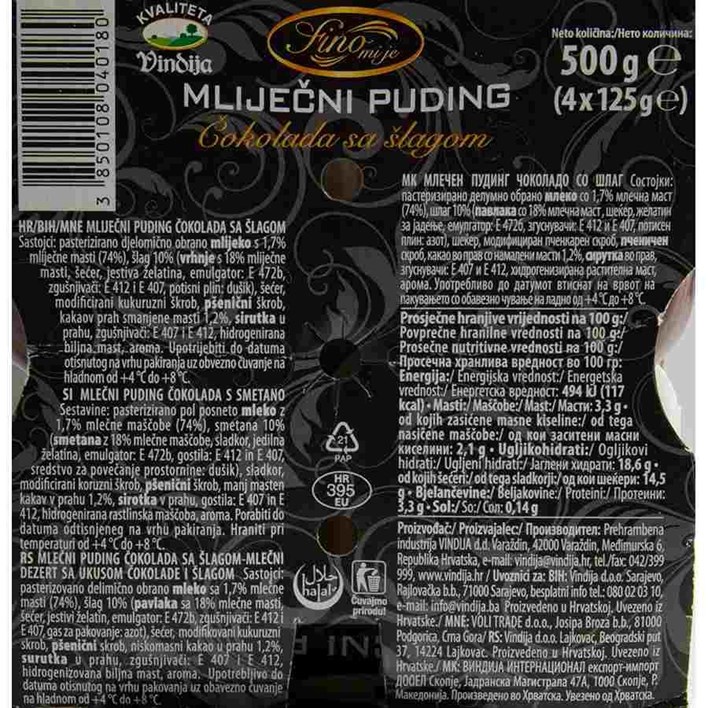 3 850108 040180
KVALITETA
Vindija
Fino
mi je
MLIJEČNI PUDING
Čokolada sa šlagom
Neto količina:/Нето количина:
500 g e
(4 x 125 g e)
HR/BIH/MNE MLIJEČNI PUDING ČOKOLADA SA ŠLAGOM
Sastojci: pasterizirano djelomično obrano mlijeko s 1,7%
mliječne masti (74%), šlag 10% (vrhnje s 18% mliječne
masti, šećer, jestiva želatina, emulgator: E 472b,
zgušnjivači: E 412 i E 407, potisni plin: dušik), šećer,
modificirani kukuruzni škrob, pšenični škrob,
kakaov prah smanjene masti 1,2%, sirutka u
prahu, zgušnjivači: E 407 i E 412, hidrogenirana
biljna mast, aroma. Upotrijebiti do datuma
otisnutog na vrhu pakiranja uz obvezno čuvanje na
hladnom od +4 °C do +8 °C.
SI MLEČNI PUDING ČOKOLADA S SMETANO
Sestavine: pasterizirano pol posneto mleko z
1,7% mlečne maščobe (74%), smetana 10%
(smetana z 18% mlečne maščobe, sladkor, jedilna
želatina, emulgator: E 472b, gostila: E 412 in E 407,
sredstvo za povečanje prostornine: dušik), sladkor,
modificirani koruzni škrob, pšenični škrob, manj masten
kakav v prahu 1,2%, sirotka v prahu, gostila: E 407 in E
412, hidrogenirana rastlinska maščoba, aroma. Porabiti do
datuma odtisnjeneg na vrhu pakiranja. Hraniti pri
temperaturi od +4 °C do +8 °C.
RS MLEČNI PUDING ČOKOLADA SA ŠLAGOM-MLEČNI
DEZERT SA UKUSOM ČOKOLADE I ŠLAGOM Sastojci:
pasterizovano delimično obrano mleko sa 1,7% mlečne
masti (74%), šlag 10% (pavlaka sa 18% mlečne masti,
šećer, jestivi želatin, emulgator: E 472b, zgušnjivači: E 412 i
E 407, gas za pakovanje: azot), šećer, modifikovani kukuruzni
skrob, pšenični skrob, niskomasni kakao u prahu 1,2%,
surutka u prahu, zgušnjivači: E 407 i E 412,
hidrogenizovana biljna mast, aroma. Upotrebljivo do
datuma otisnutog na vrhu pakovanja uz obavezno čuvanje
na hladnom od +4 °C do +8 °C.
МК МЛЕЧЕН ПУДИНГ ЧОКОЛАДО СО ШЛАГ Состојки:
пастеризирано делумно обрано млеко со 1,7% млечна маст
(74%), шлаг 10% (павлака со 18% млечна маст, шеќер, желатин
за јадење, емулгатор: Е 472б, згуснувачи: Е 412 и Е 407, потисен
плин: азот), шеќер, модифициран пченкарен скроб, пченичен
скроб, какао во прав со намалени масти 1,2%, сирутка во прав,
згуснувачи: Е 407 и Е 412, хидрогенизирана растителна маст,
арома. Употребливо до датумот втиснат на врвот на
пакувањето со обавезно чување на ладно од +4 °C до +8 °C.
Prosječne hranjive vrijednosti na 100 g:/
Povprečne hranilne vrednosti na 100 g:/
Prosečne nutritivne vrednosti na 100 g:/
Просечна хранлива вредност во 100 гр:
Energija:/ Energijska vrednost:/ Energetska
vrednost:/ Енергетска вредност: 494 kJ (117
kcal) • Masti:/ Maščobe:/ Mast:/ Масти: 3,3 g •
od kojih zasićene masne kiseline:/ od tega
nasičene maščobe:/ од кои заситени масни
киселини: 2,1 g • Ugljikohidrati:/ Ogljikovi
hidrati:/ Ugljeni hidrati:/ Јаглени хидрати: 18,6 g •
od kojih šećeri:/ od tega sladkorji:/ од кои шеќери: 14,5
g • Bjelančevine:/ Beljakovine:/ Proteini:/ Протеини:
3,3 g • Sol:/ So:/ Сол: 0,14 g
Proizvođač:/ Proizvajalec/ Производител: Prehrambena
industrija VINDIJA d.d. Varaždin, 42000 Varaždin, Međimurska 6,
Republika Hrvatska, e-mail: vindija@vindija.hr, tel./fax: 042/399
999, www.vindija.hr / Uvoznici za: BIH: Vindija d.o.o. Sarajevo,
Rajlovačka b.b., 71000 Sarajevo, besplatni info tel.: 080 02 03 10,
e-mail: info@vindija.ba Proizvedeno u Hrvatskoj. Uvezeno iz
Hrvatske./ MNE: VOLI TRADE d.o.o., Josipa Broza b.b., 81000
Podgorica, Crna Gora/ RS: Vindija d.o.o. Lajkovac, Beogradski put
37, 14224 Lajkovac. Proizvedeno u Hrvatskoj. Uvezeno iz
Hrvatske./ МК: ВИНДИЈА ИНТЕРНАЦИОНАЛ експорт-импорт
ДООЕЛ Скопје, Јадранска Магистрала 47А, 1000 Скопје, Р.
Македонија. Произведено во Хрватска. Увезено од Хрватска.
21
PAP
HR
395
EU
حلال
halal
Čuvajmo
prirodu!